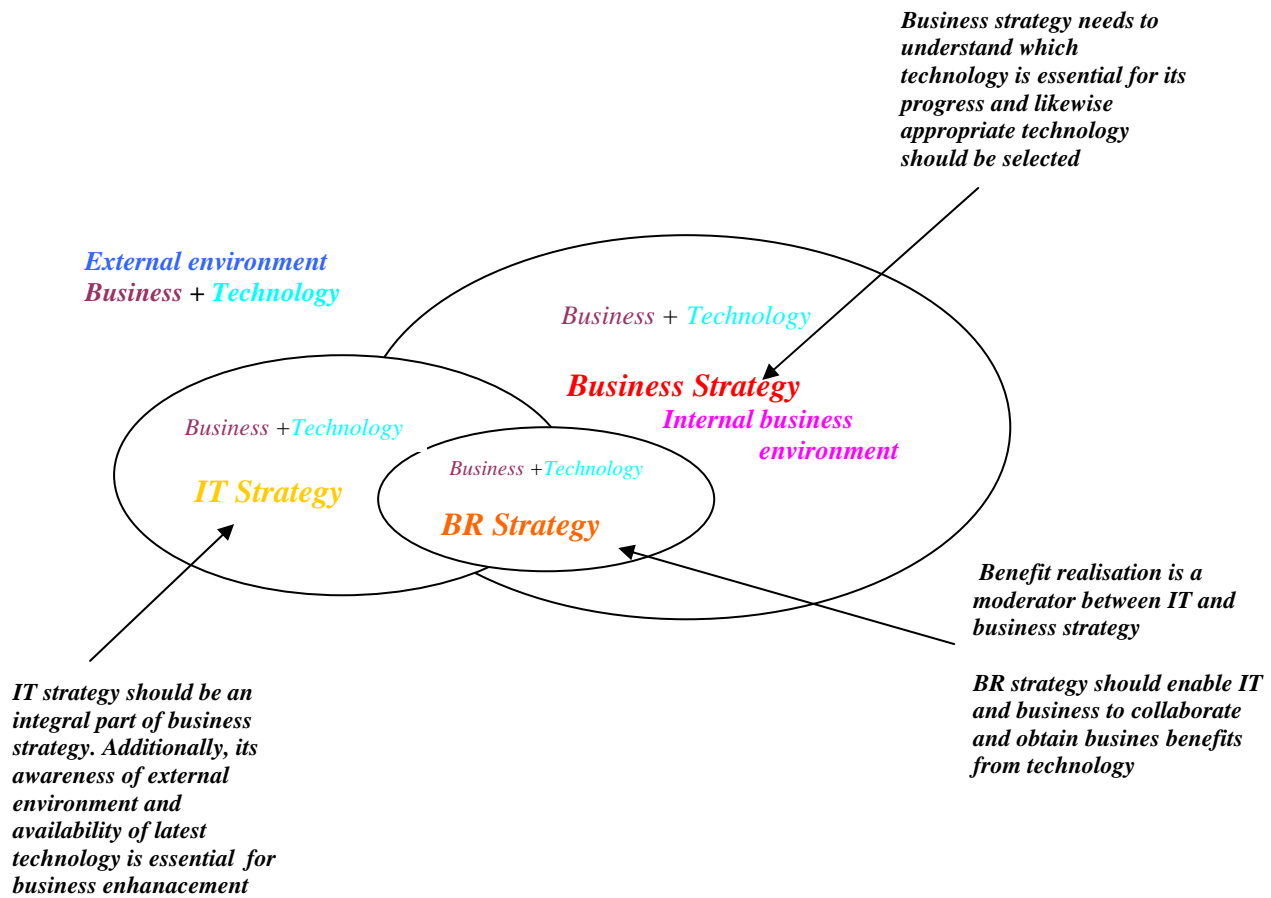 Business strategy needs to
understand which
technology is essential for its
progress and likewise
appropriate technology
should be selected
External environment
Business + Technology
Business + Technology
Business Strategy
Internal business
environment
Business +Technology
IT Strategy
Business +Technology
BR Strategy
Benefit realisation is a
moderator between IT and
business strategy
BR strategy should enable IT
and business to collaborate
and obtain busines benefits
from technology
IT strategy should be an
integral part of business
strategy. Additionally, its
awareness of external
environment and
availability of latest
technology is essential for
business enhanacement